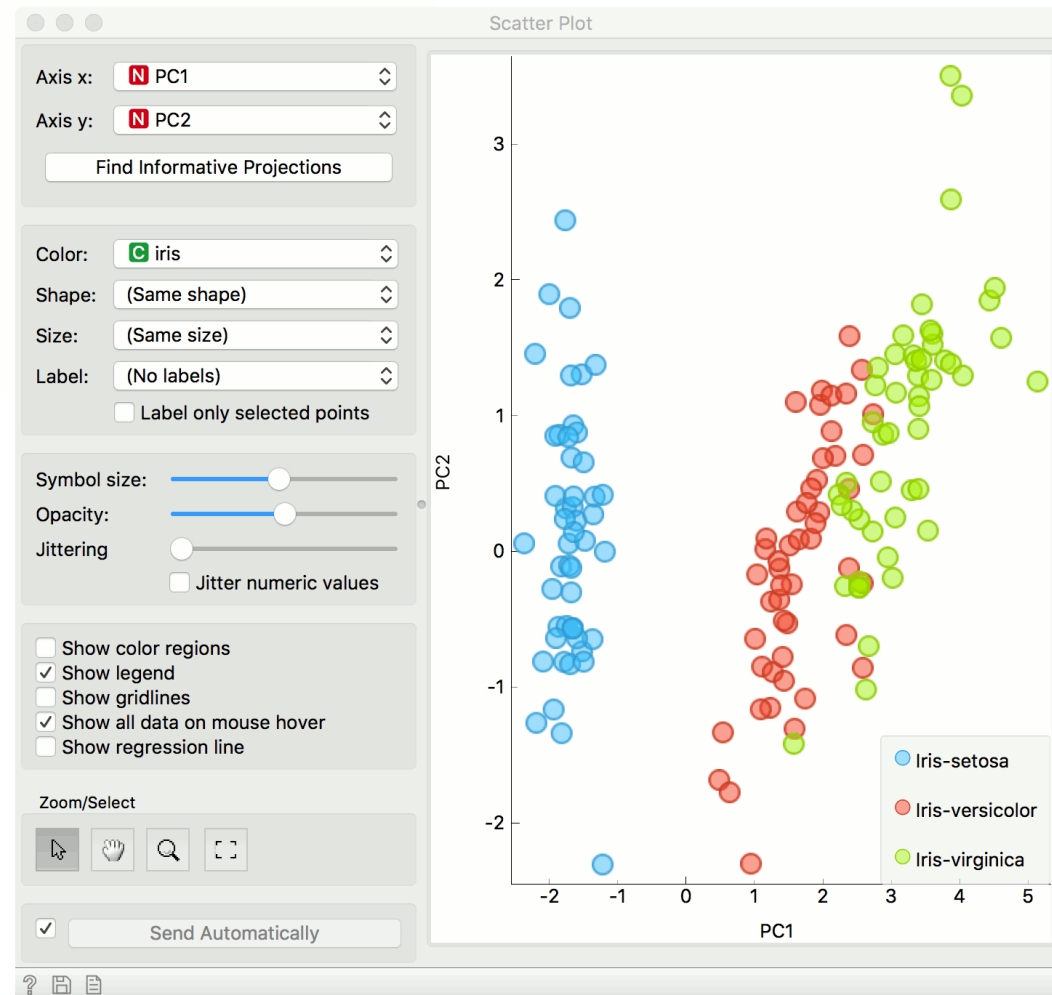 Scatter Plot
Axis x: N PC1
Axis y: N PC2
Find Informative Projections
Color: C iris
Shape: (Same shape)
Size: (Same size)
Label: (No labels)
Label only selected points
Symbol size:
Opacity:
Jittering
Jitter numeric values
Show color regions
Show legend
Show gridlines
Show all data on mouse hover
Show regression line
Zoom/Select
Send Automatically
?
PC2
3
2
1
0
-1
-2
-2 -1 0 1 2 3 4 5
PC1
Iris-setosa
Iris-versicolor
Iris-virginica